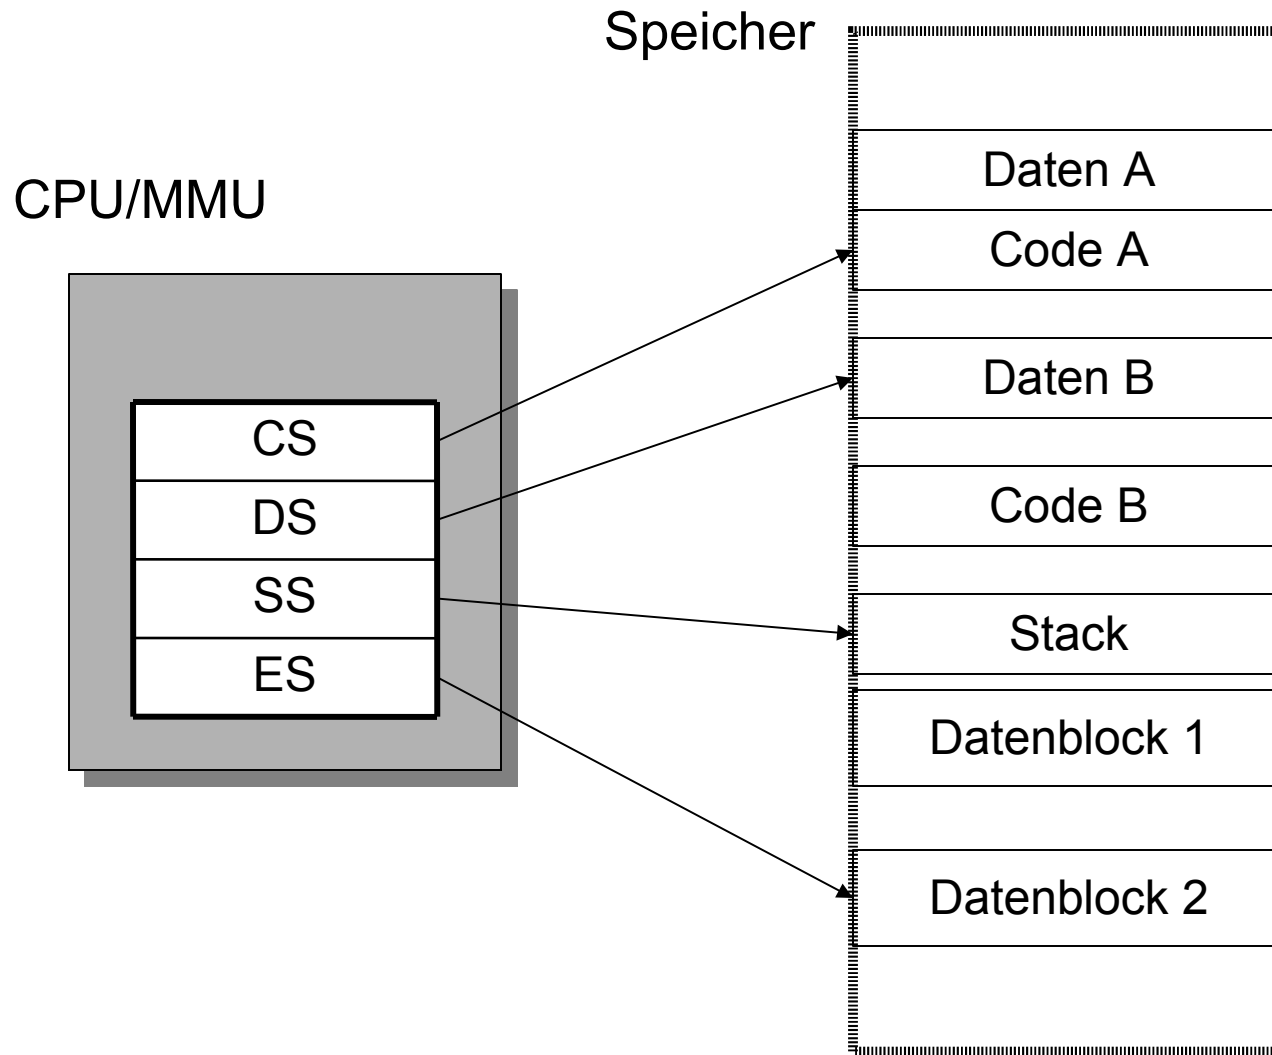 Speicher
CPU/MMU
CS
DS
SS
ES
Daten A
Code A
Daten B
Code B
Stack
Datenblock 1
Datenblock 2